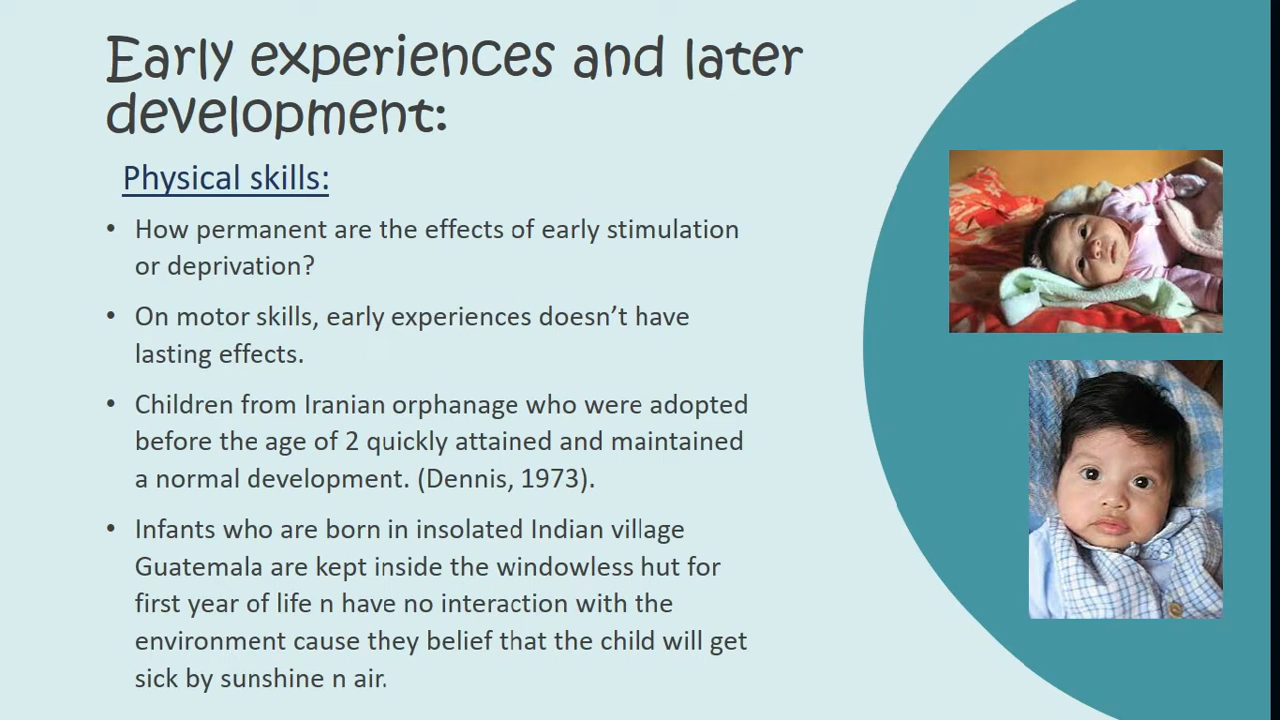 Early experiences and later
development:
Physical skills:
• How permanent are the effects of early stimulation
or deprivation?
• On motor skills, early experiences doesn’t have
lasting effects.
• Children from Iranian orphanage who were adopted
before the age of 2 quickly attained and maintained
a normal development. (Dennis, 1973).
• Infants who are born in insolated Indian village
Guatemala are kept inside the windowless hut for
first year of life n have no interaction with the
environment cause they belief that the child will get
sick by sunshine n air.